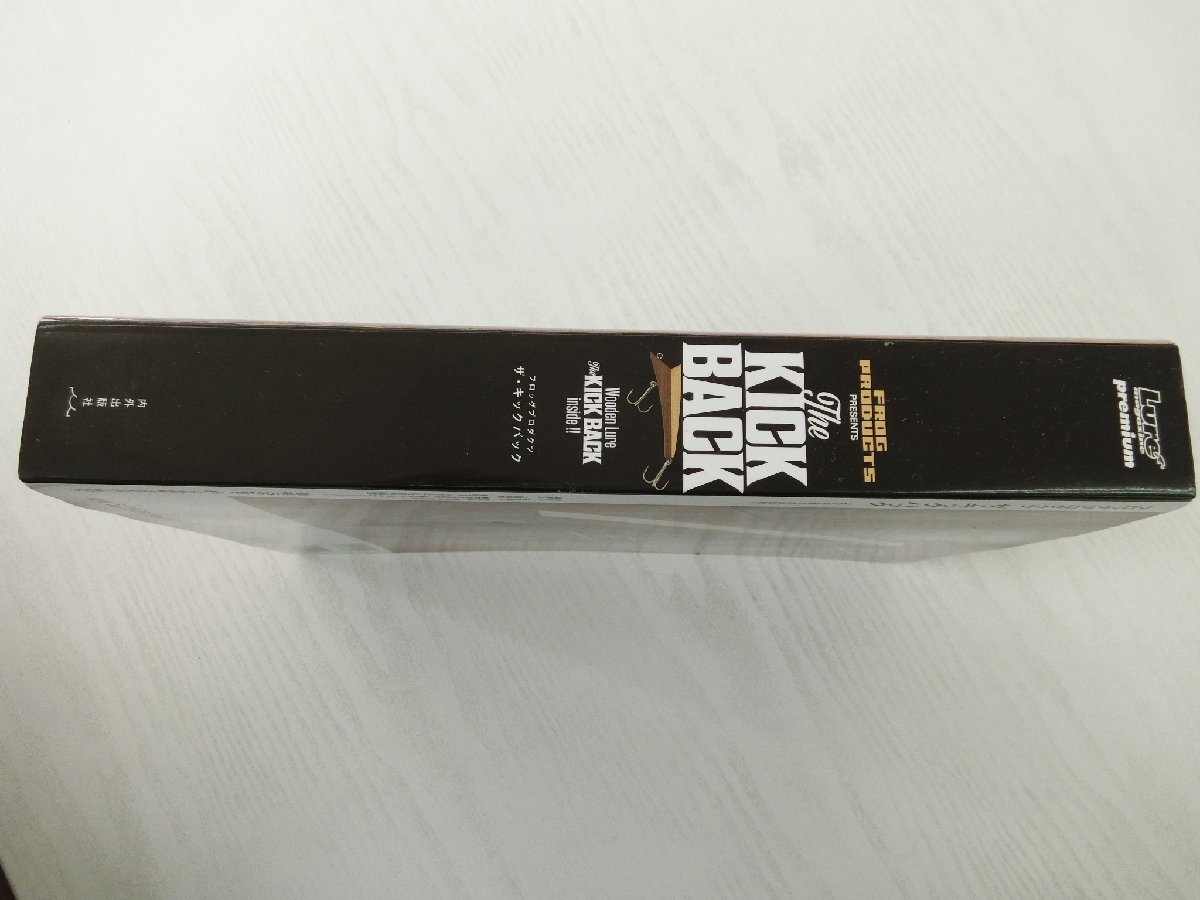 Lure
magazine
premium
FROG
PRODUCTS
PRESENTS
The
KICK
BACK
Wooden Lure
The KICK BACK
inside!!
フロッグプロダクツ
ザ・キックバック
内外出版社